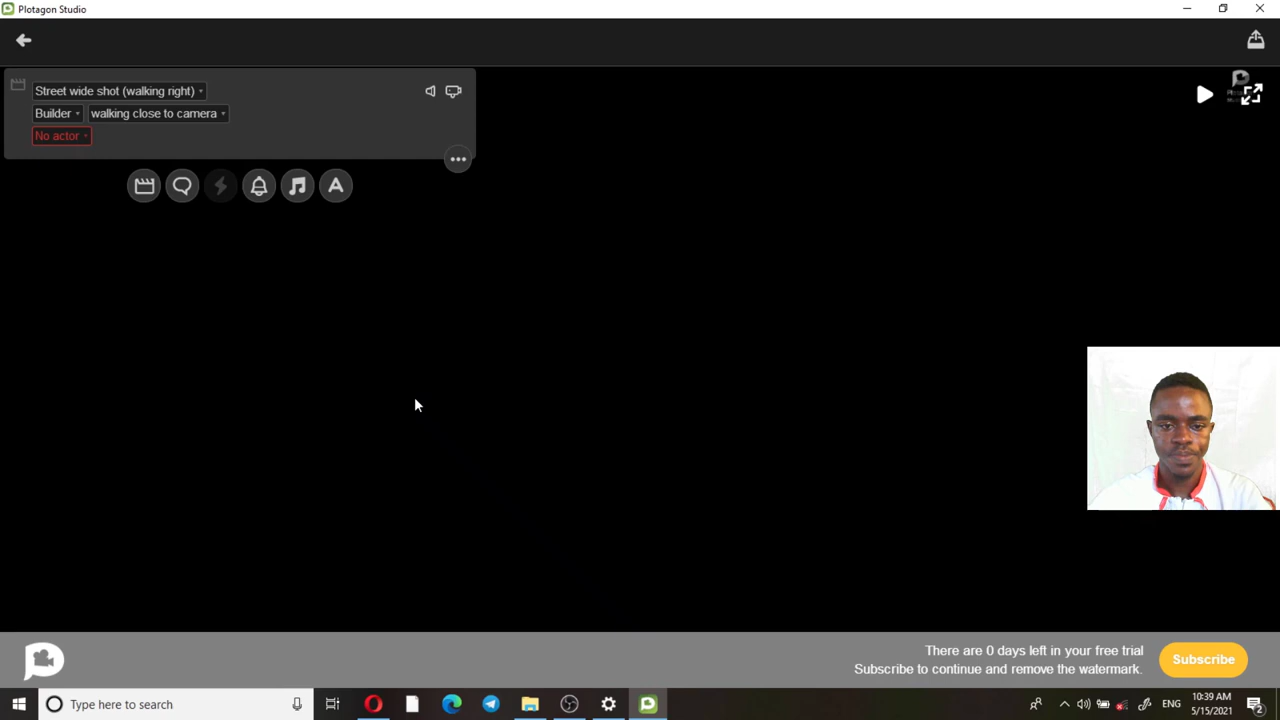 Plotagon Studio
Street wide shot (walking right)
Builder walking close to camera
No actor
A
There are 0 days left in your free trial
Subscribe to continue and remove the watermark.
Subscribe
Type here to search
ENG
10:39 AM
5/15/2021
2